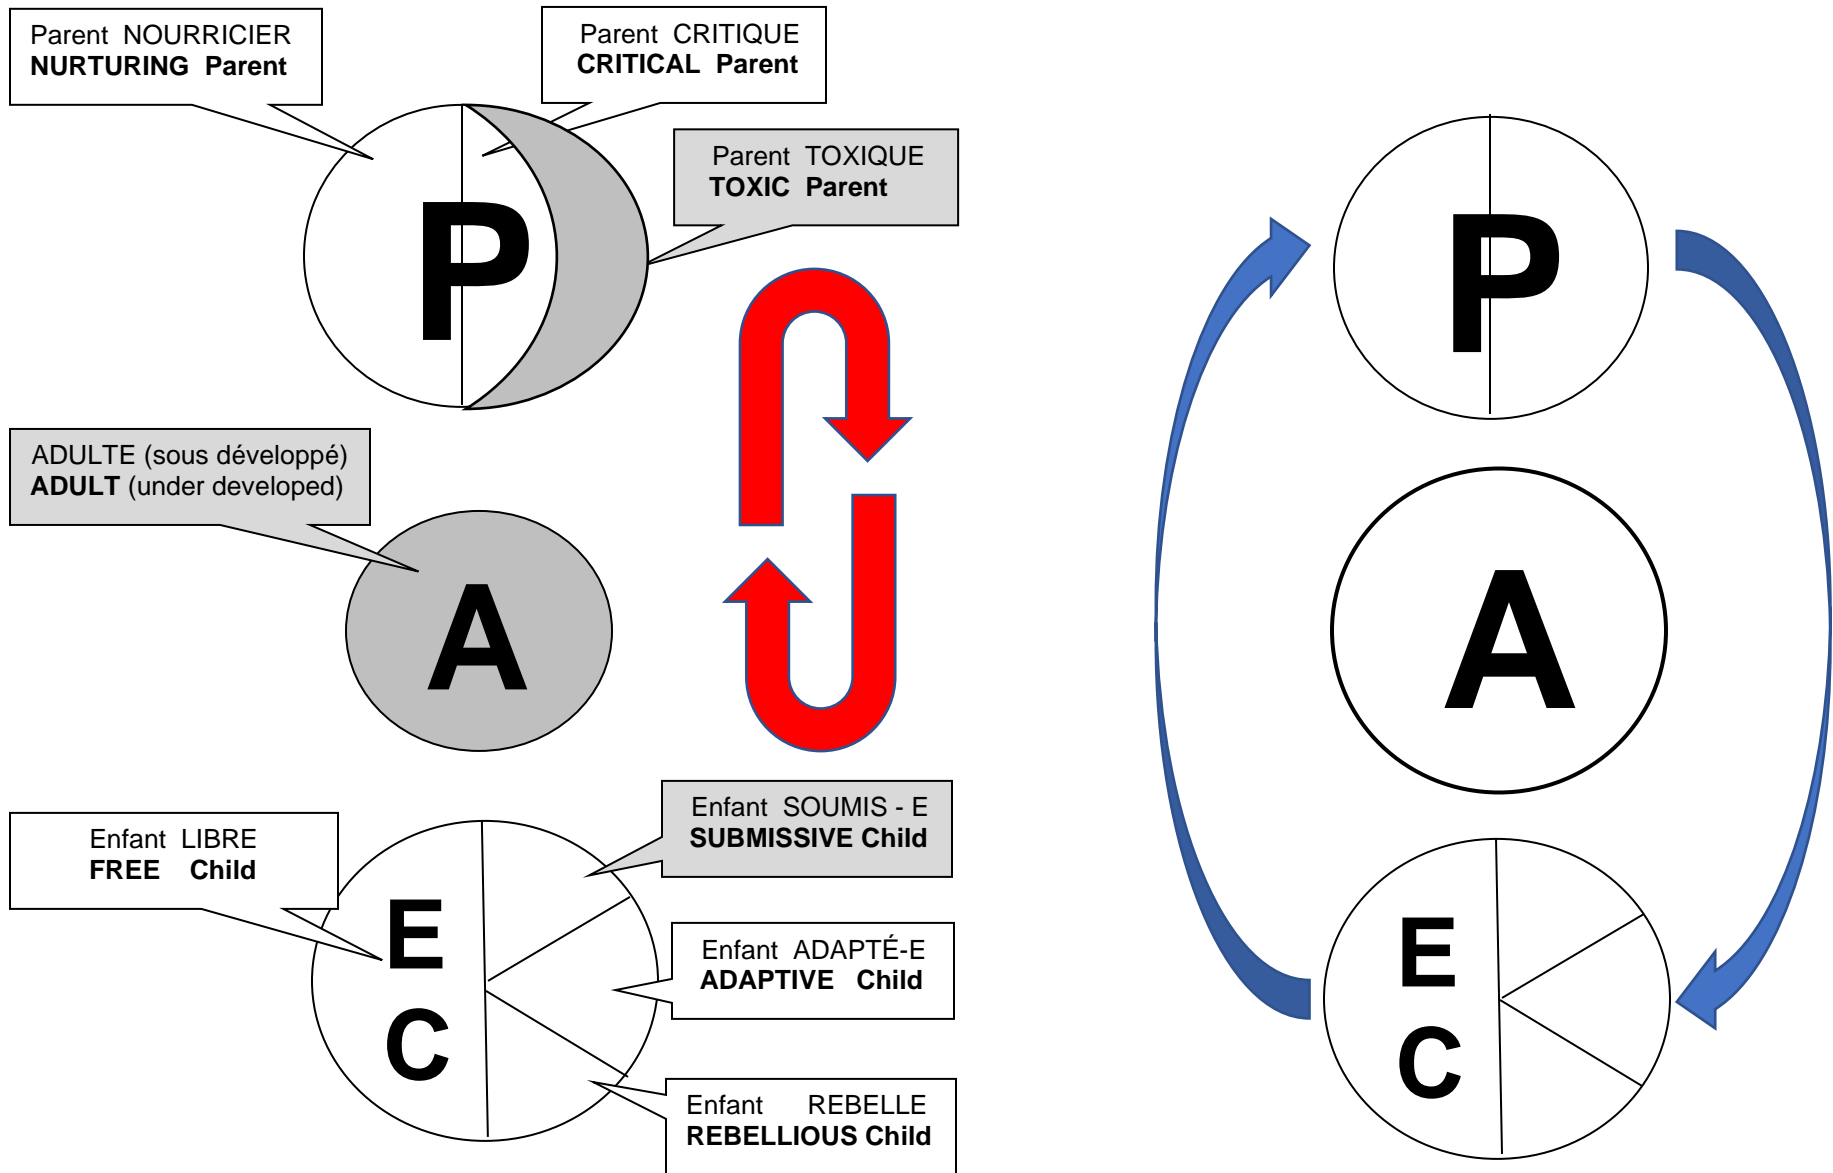 Parent NOURRICIER
NURTURING Parent
Parent CRITIQUE
CRITICAL Parent
Parent TOXIQUE
TOXIC Parent
P
ADULTE (sous développé)
ADULT (under developed)
A
Enfant LIBRE
FREE Child
Enfant SOUMIS - E
SUBMISSIVE Child
E
C
Enfant ADAPTÉ-E
ADAPTIVE Child
Enfant REBELLE
REBELLIOUS Child
P
A
E
C